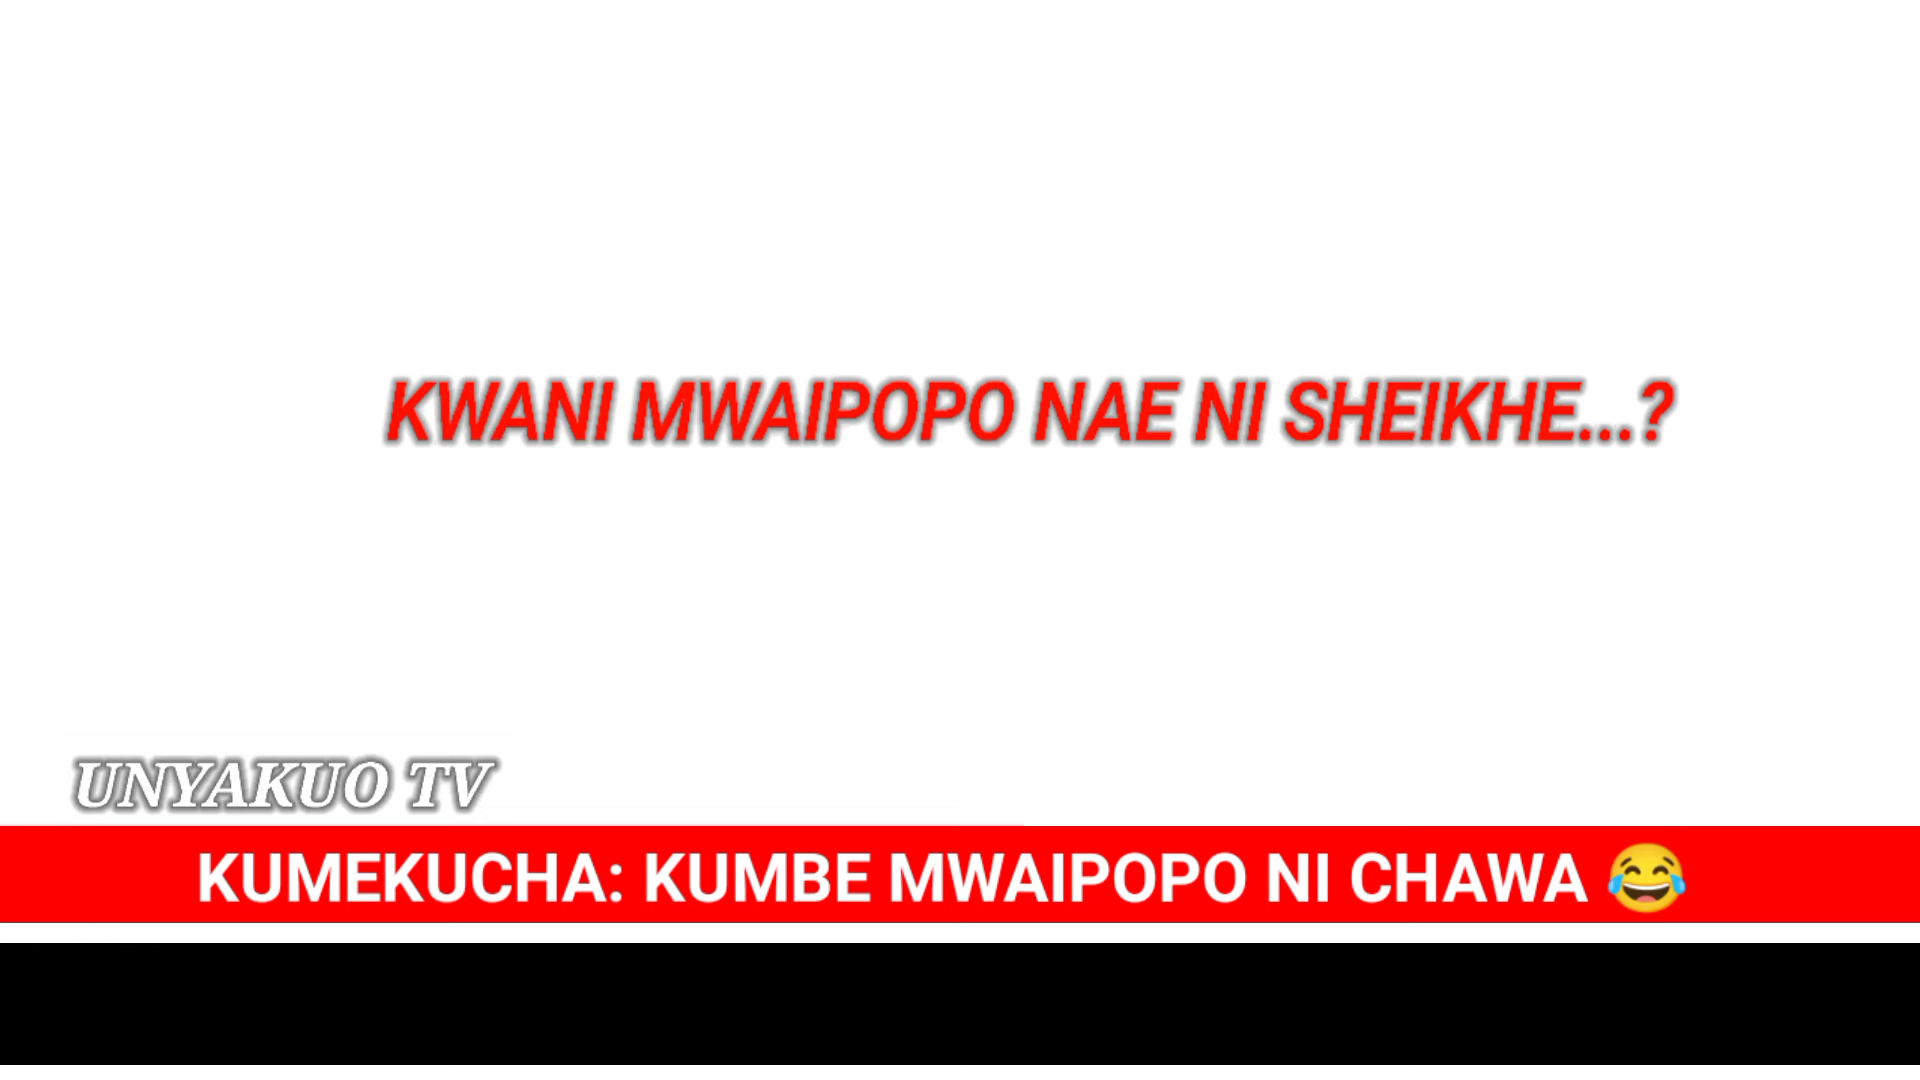 KWANI MWAIPOPO NAE NI SHEIKHE...?
UNYAKUO TV
KUMEKUCHA: KUMBE MWAIPOPO NI CHAWA 😂